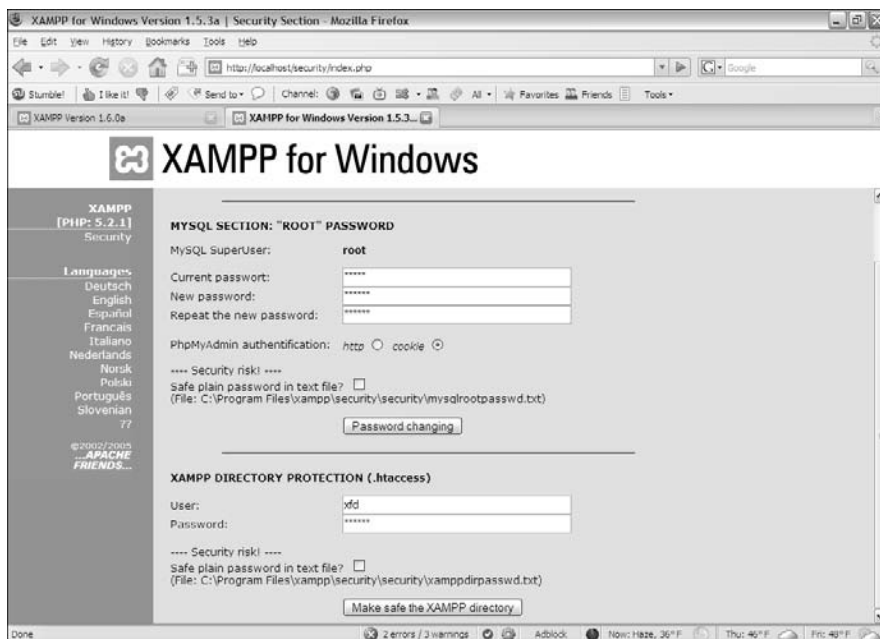 XAMPP for Windows Version 1.5.3a | Security Section - Mozilla Firefox
File Edit View History Bookmarks Tools Help
http://localhost/security/index.php
Google
Stumble! I like it! Send to Channel: All Favorites Friends Tools
XAMPP Version 1.6.0a
XAMPP for Windows Version 1.5.3...
XAMPP for Windows
XAMPP
[PHP: 5.2.1]
Security
Languages
Deutsch
English
Español
Francais
Italiano
Nederlands
Norsk
Polski
Português
Slovenian
??
©2002/2005
...APACHE
FRIENDS...
MYSQL SECTION: "ROOT" PASSWORD
MySQL SuperUser: root
Current passwort: *****
New password: ******
Repeat the new password: ******
PhpMyAdmin authentification: http cookie
---- Security risk! ----
Safe plain password in text file?
(File: C:\Program Files\xampp\security\security\mysqlrootpasswd.txt)
Password changing
XAMPP DIRECTORY PROTECTION (.htaccess)
User: xfd
Password: ******
---- Security risk! ----
Safe plain password in text file?
(File: C:\Program Files\xampp\security\security\xamppdirpasswd.txt)
Make safe the XAMPP directory
Done
2 errors / 3 warnings Adblock Now: Haze, 36°F Thu: 46°F Fri: 48°F